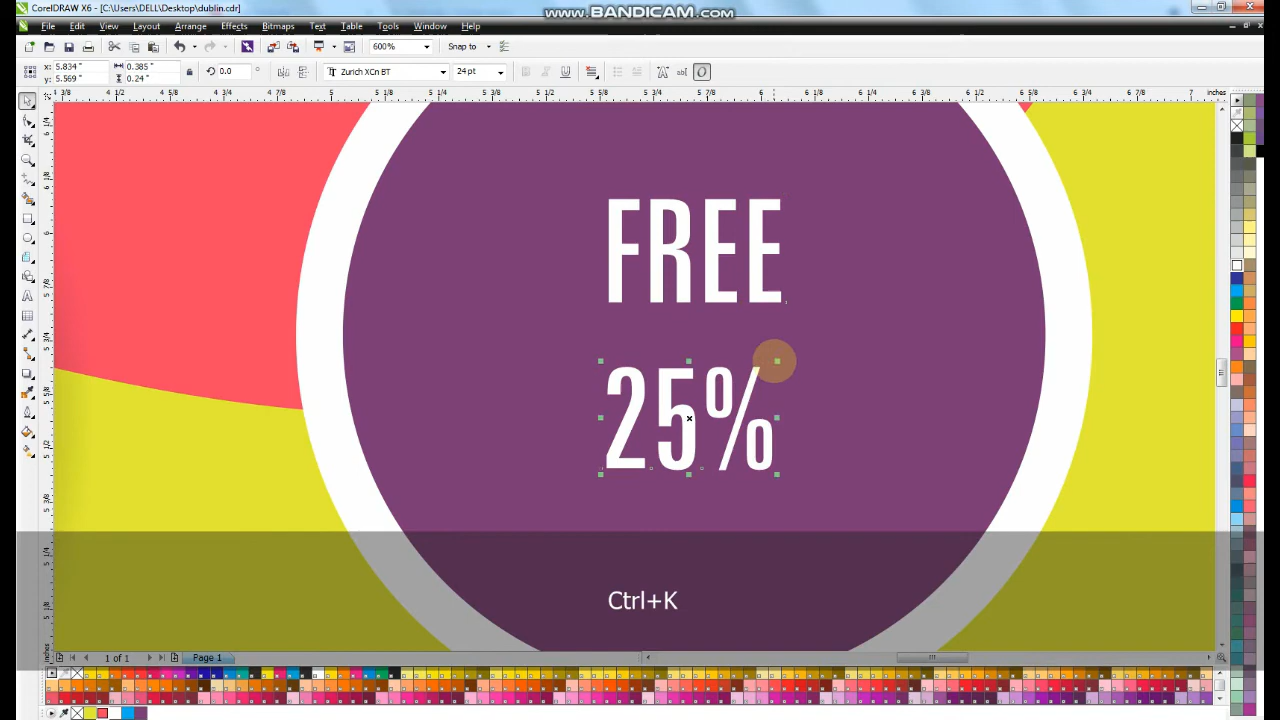 CorelDRAW X6 - [C:\Users\DELL\Desktop\dublin.cdr]
www.BANDICAM.com
File Edit View Layout Arrange Effects Bitmaps Text Table Tools Window Help
600% Snap to
x: 5.834 " 0.385 "
y: 5.569 " 0.24 "
0.0 ° Zurich XCn BT 24 pt
inches
FREE
25%
Ctrl+K
1 of 1 Page 1